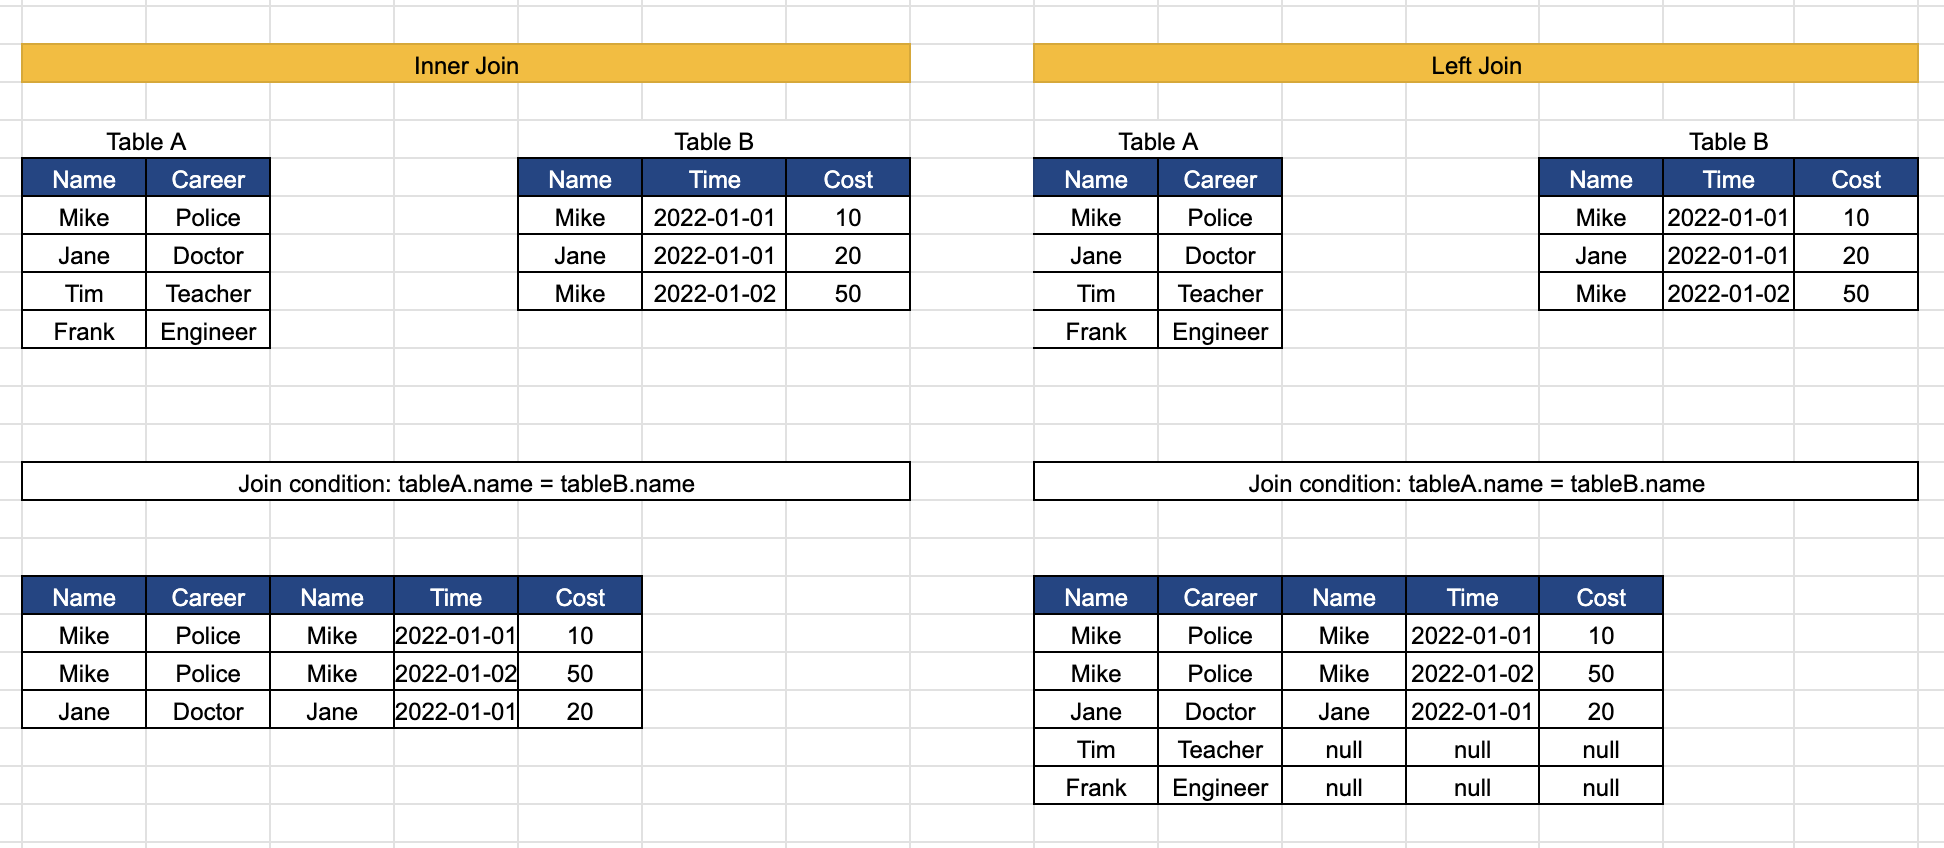 Inner Join
Table A
Table B
Name Career
Name Time Cost
Mike Police
Mike 2022-01-01 10
Jane Doctor
Jane 2022-01-01 20
Tim Teacher
Mike 2022-01-02 50
Frank Engineer
Join condition: tableA.name = tableB.name
Name Career Name Time Cost
Mike Police Mike 2022-01-01 10
Mike Police Mike 2022-01-02 50
Jane Doctor Jane 2022-01-01 20
Left Join
Table A
Table B
Name Career
Name Time Cost
Mike Police
Mike 2022-01-01 10
Jane Doctor
Jane 2022-01-01 20
Tim Teacher
Mike 2022-01-02 50
Frank Engineer
Join condition: tableA.name = tableB.name
Name Career Name Time Cost
Mike Police Mike 2022-01-01 10
Mike Police Mike 2022-01-02 50
Jane Doctor Jane 2022-01-01 20
Tim Teacher null null null
Frank Engineer null null null